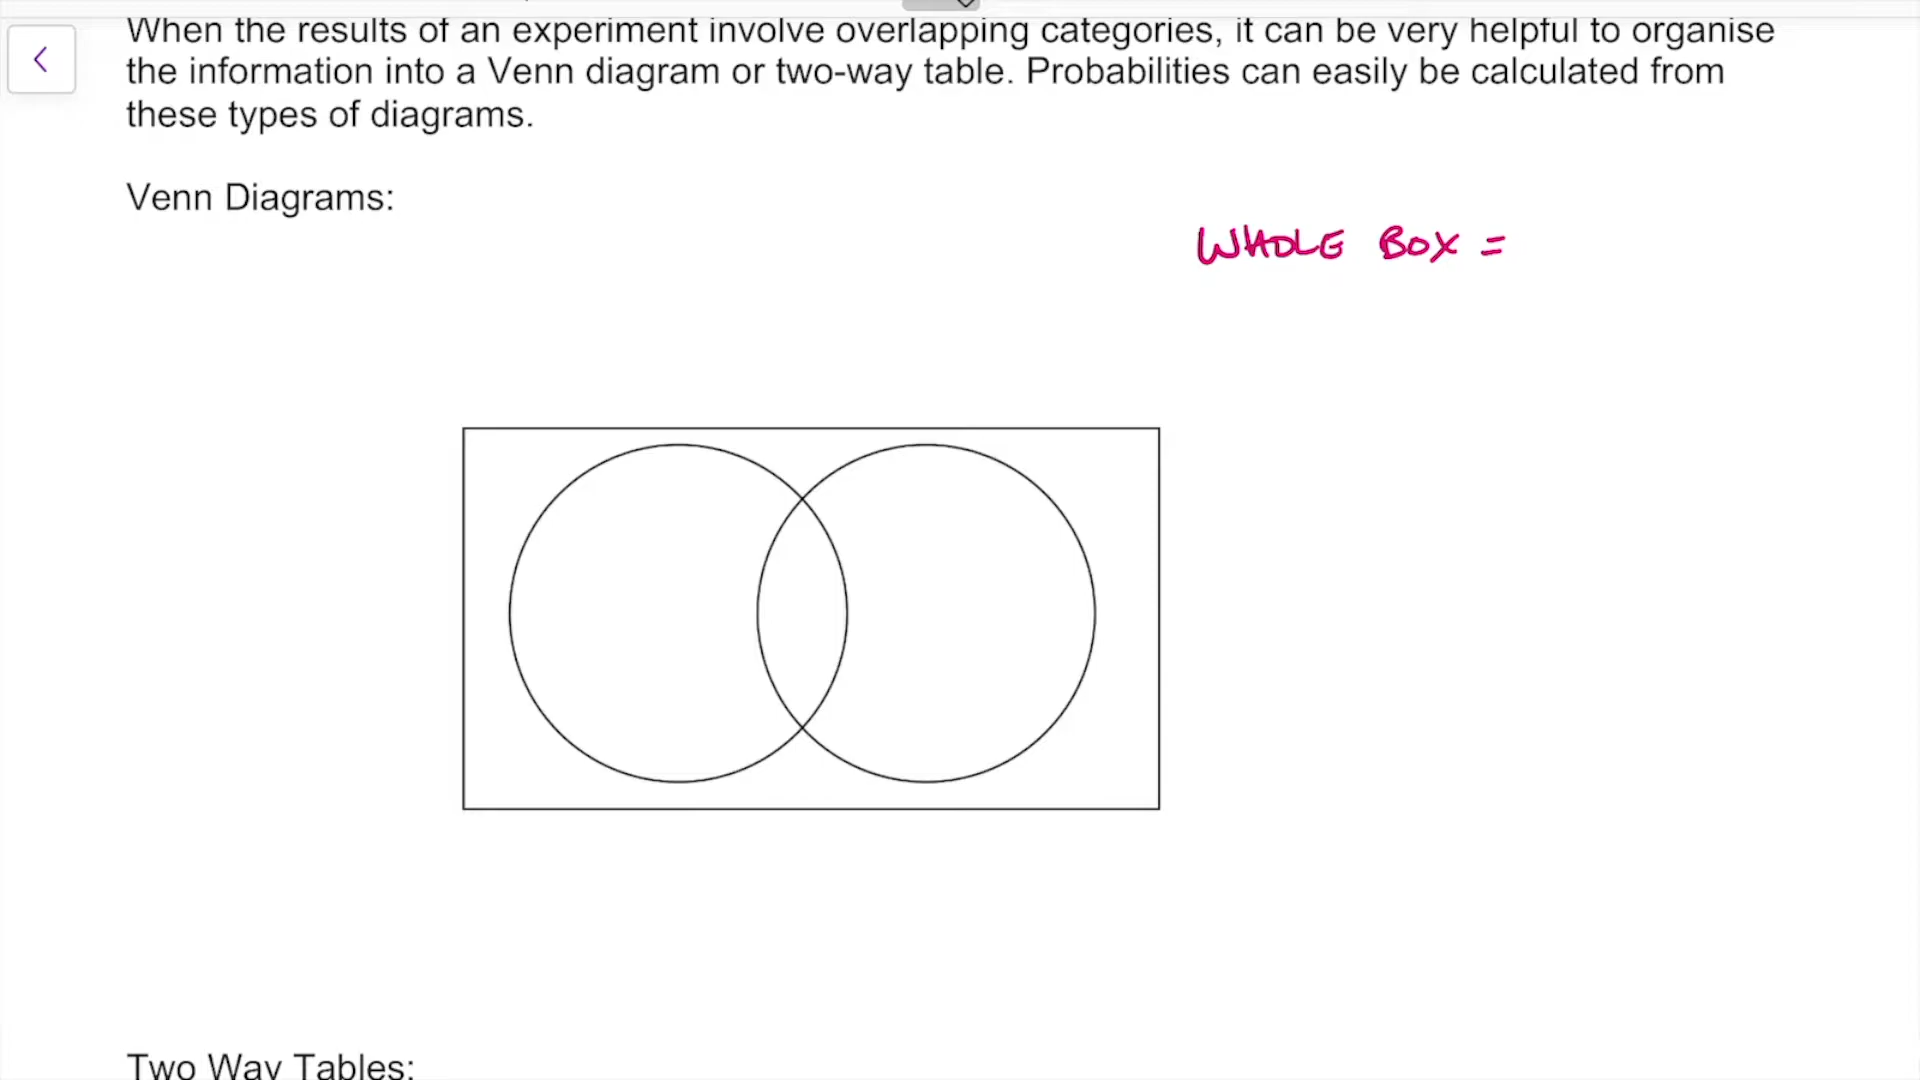 When the results of an experiment involve overlapping categories, it can be very helpful to organise
the information into a Venn diagram or two-way table. Probabilities can easily be calculated from
these types of diagrams.
Venn Diagrams:
WHOLE BOX =
Two Way Tables: